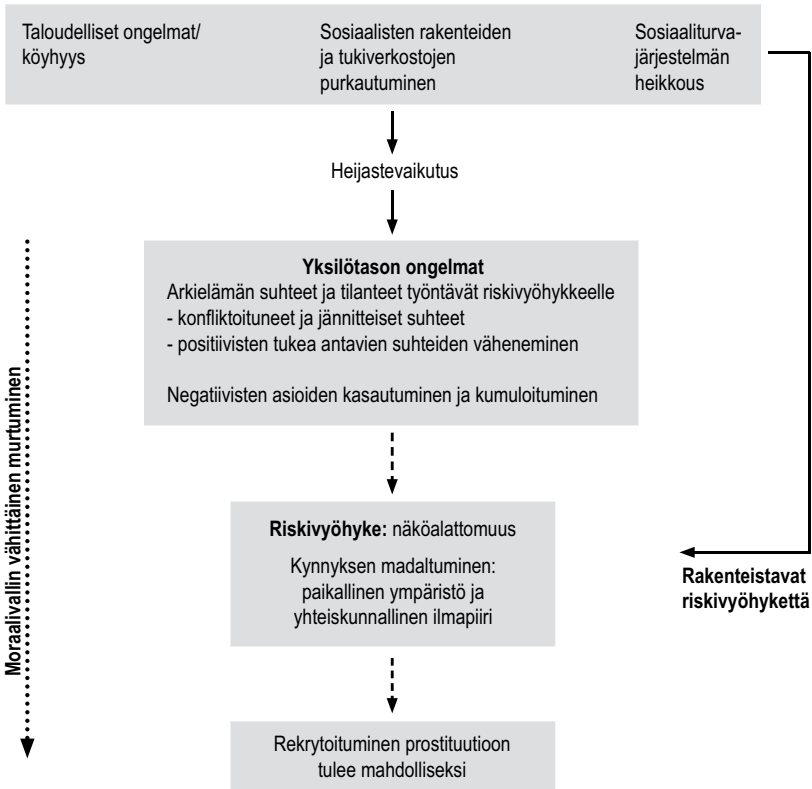 Taloudelliset ongelmat/
köyhyys
Sosiaalisten rakenteiden
ja tukiverkostojen
purkautuminen
Sosiaaliturva-
järjestelmän
heikkous
Heijastevaikutus
Yksilötason ongelmat
Arkielämän suhteet ja tilanteet työntävät riskivyöhykkeelle
- konfliktoituneet ja jännitteiset suhteet
- positiivisten tukea antavien suhteiden väheneminen
Negatiivisten asioiden kasautuminen ja kumuloituminen
Moraalivallin vähittäinen murtuminen
Riskivyöhyke: näköalattomuus
Kynnyksen madaltuminen:
paikallinen ympäristö ja
yhteiskunnallinen ilmapiiri
Rakenteistavat
riskivyöhykettä
Rekrytoituminen prostituutioon
tulee mahdolliseksi